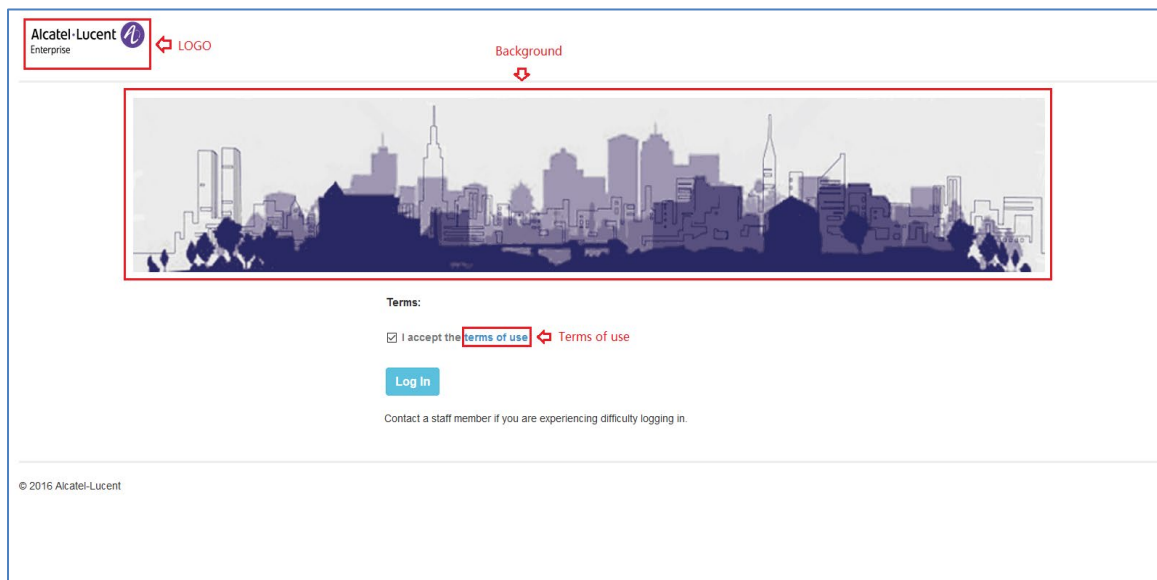 Alcatel·Lucent
Enterprise
LOGO
Background
Terms:
I accept the terms of use
Terms of use
Log In
Contact a staff member if you are experiencing difficulty logging in.
© 2016 Alcatel-Lucent